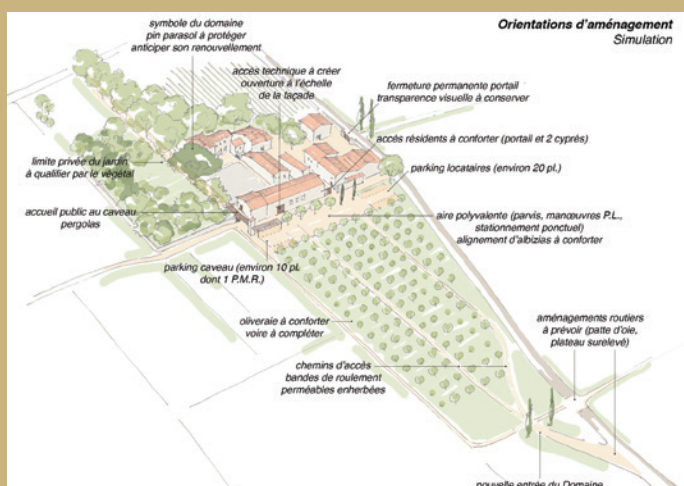 Orientations d'aménagement
Simulation
symbole du domaine
pin parasol à protéger
anticiper son renouvellement
accès technique à créer
ouverture à l'échelle
de la façade
fermeture permanente portail
transparence visuelle à conserver
accès résidents à conforter (portail et 2 cyprès)
limite privée du jardin
à qualifier par le végétal
parking locataires (environ 20 pl.)
accueil public au caveau
pergolas
aire polyvalente (parvis, manœuvres P.L.,
stationnement ponctuel)
alignement d'albizias à conforter
parking caveau (environ 10 pl.
dont 1 P.M.R.)
oliveraie à conforter
voire à compléter
aménagements routiers
à prévoir (patte d'oie,
plateau surelevé)
chemins d'accès
bandes de roulement
perméables enherbées
nouvelle entrée du Domaine